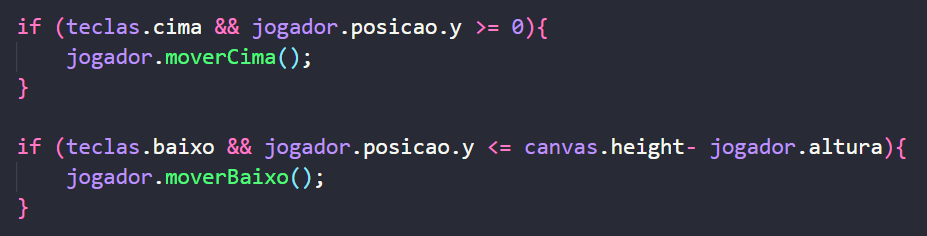 if (teclas.cima && jogador.posicao.y >= 0){
    jogador.moverCima();
}

if (teclas.baixo && jogador.posicao.y <= canvas.height- jogador.altura){
    jogador.moverBaixo();
}